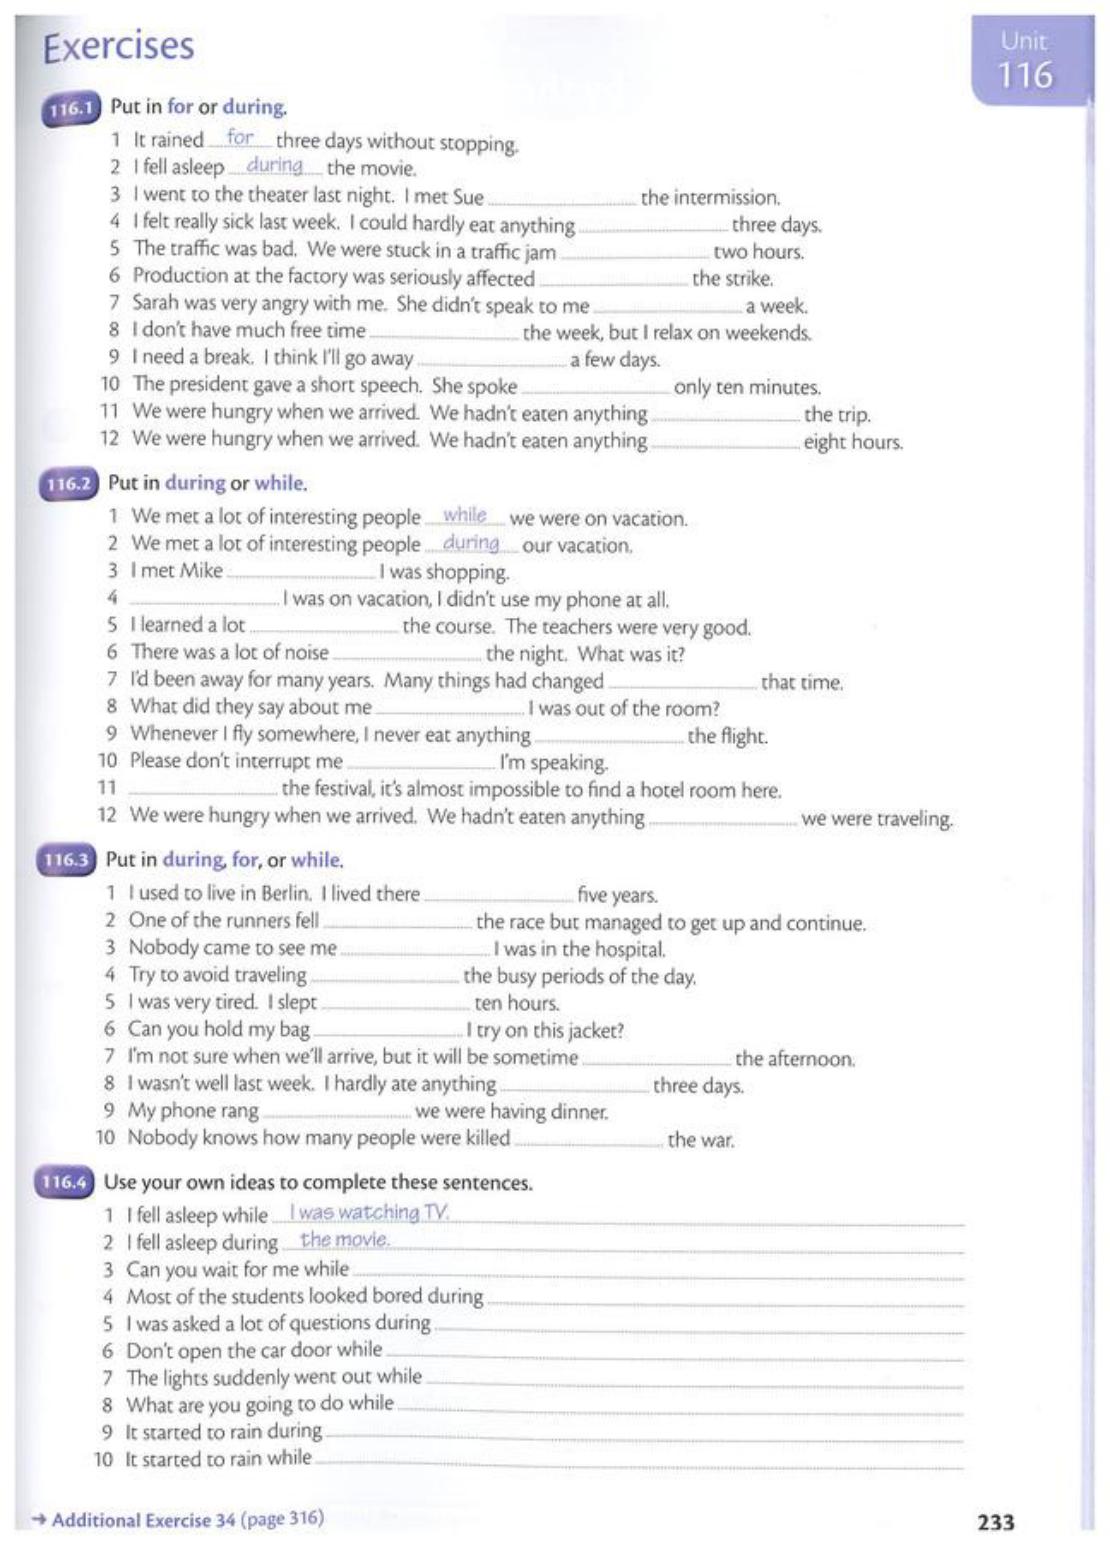 Exercises
Unit
116
116.1 Put in for or during.
1 It rained for three days without stopping.
2 I fell asleep during the movie.
3 I went to the theater last night. I met Sue the intermission.
4 I felt really sick last week. I could hardly eat anything three days.
5 The traffic was bad. We were stuck in a traffic jam two hours.
6 Production at the factory was seriously affected the strike.
7 Sarah was very angry with me. She didn't speak to me a week.
8 I don't have much free time the week, but I relax on weekends.
9 I need a break. I think I'll go away a few days.
10 The president gave a short speech. She spoke only ten minutes.
11 We were hungry when we arrived. We hadn't eaten anything the trip.
12 We were hungry when we arrived. We hadn't eaten anything eight hours.
116.2 Put in during or while.
1 We met a lot of interesting people while we were on vacation.
2 We met a lot of interesting people during our vacation.
3 I met Mike I was shopping.
4 I was on vacation, I didn't use my phone at all.
5 I learned a lot the course. The teachers were very good.
6 There was a lot of noise the night. What was it?
7 I'd been away for many years. Many things had changed that time.
8 What did they say about me I was out of the room?
9 Whenever I fly somewhere, I never eat anything the flight.
10 Please don't interrupt me I'm speaking.
11 the festival, it's almost impossible to find a hotel room here.
12 We were hungry when we arrived. We hadn't eaten anything we were traveling.
116.3 Put in during, for, or while.
1 I used to live in Berlin. I lived there five years.
2 One of the runners fell the race but managed to get up and continue.
3 Nobody came to see me I was in the hospital.
4 Try to avoid traveling the busy periods of the day.
5 I was very tired. I slept ten hours.
6 Can you hold my bag I try on this jacket?
7 I'm not sure when we'll arrive, but it will be sometime the afternoon.
8 I wasn't well last week. I hardly ate anything three days.
9 My phone rang we were having dinner.
10 Nobody knows how many people were killed the war.
116.4 Use your own ideas to complete these sentences.
1 I fell asleep while I was watching TV.
2 I fell asleep during the movie.
3 Can you wait for me while
4 Most of the students looked bored during
5 I was asked a lot of questions during
6 Don't open the car door while
7 The lights suddenly went out while
8 What are you going to do while
9 It started to rain during
10 It started to rain while
→ Additional Exercise 34 (page 316)
233